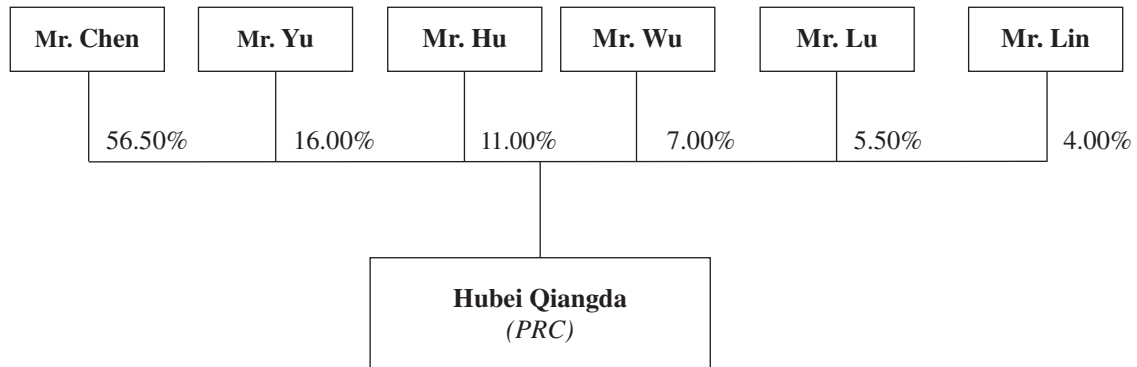 Mr. Chen
Mr. Yu
Mr. Hu
Mr. Wu
Mr. Lu
Mr. Lin
56.50%
16.00%
11.00%
7.00%
5.50%
4.00%
Hubei Qiangda
(PRC)